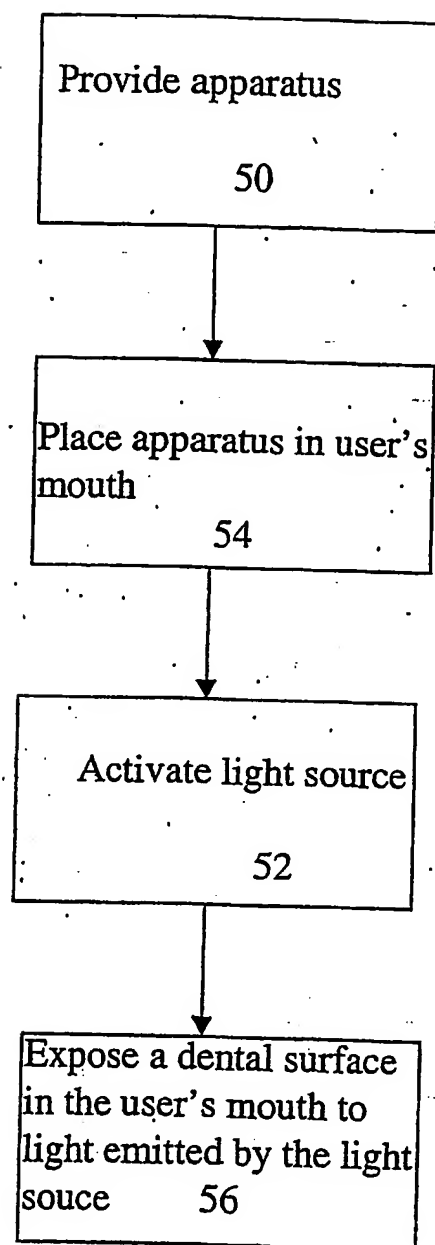 Provide apparatus
50
Place apparatus in user's
mouth
54
Activate light source
52
Expose a dental surface
in the user's mouth to
light emitted by the light
souce 56